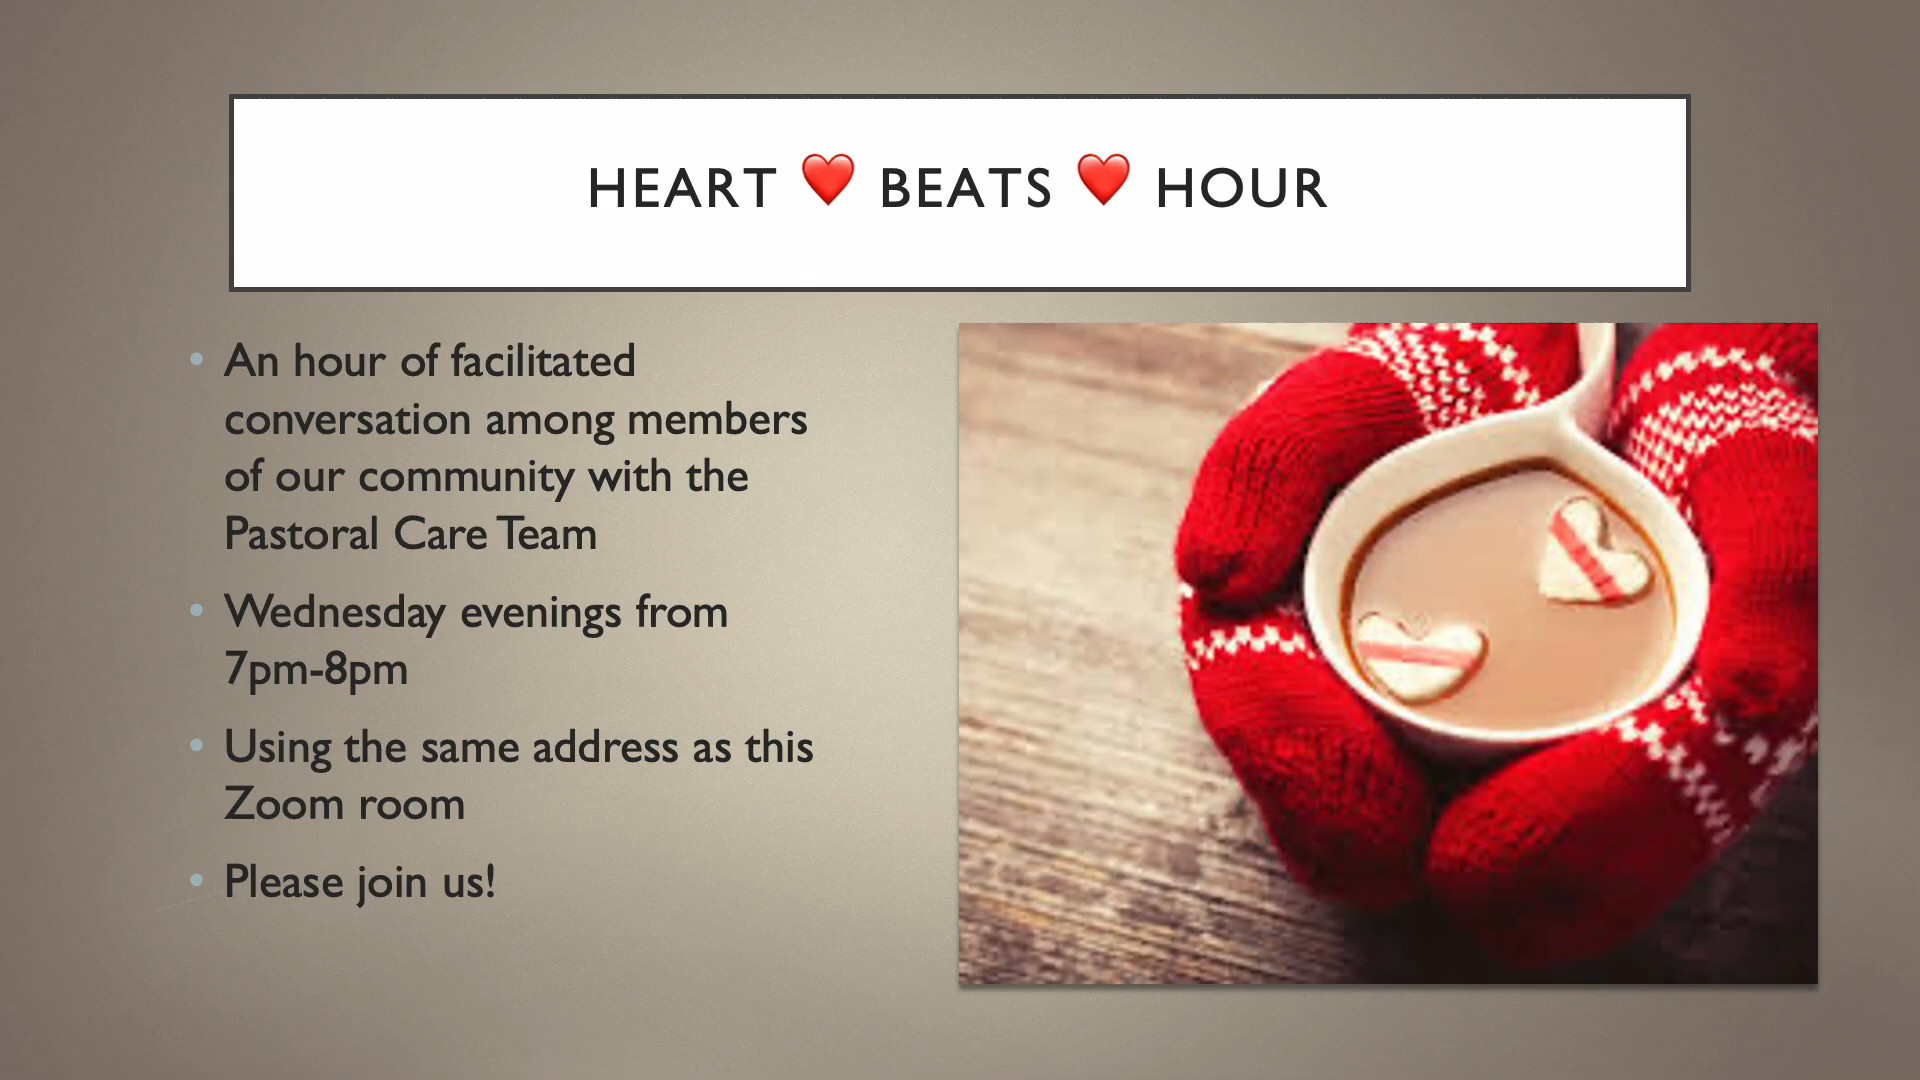 HEART ❤️ BEATS ❤️ HOUR
• An hour of facilitated
conversation among members
of our community with the
Pastoral Care Team
• Wednesday evenings from
7pm-8pm
• Using the same address as this
Zoom room
• Please join us!